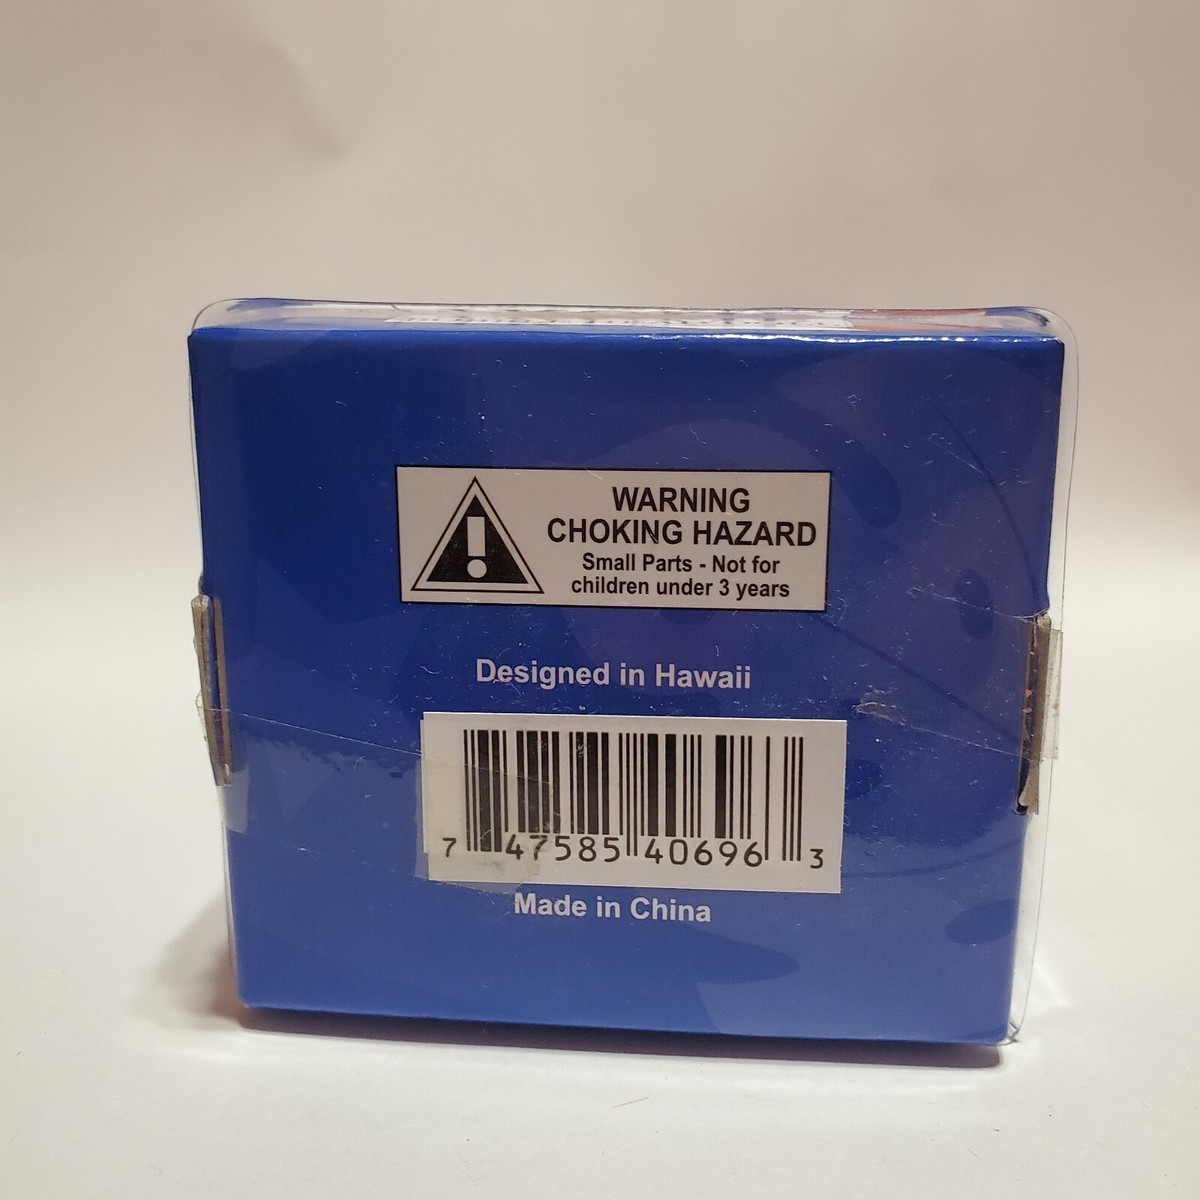 WARNING
CHOKING HAZARD
Small Parts - Not for
children under 3 years
Designed in Hawaii
7 47585 40696 3
Made in China